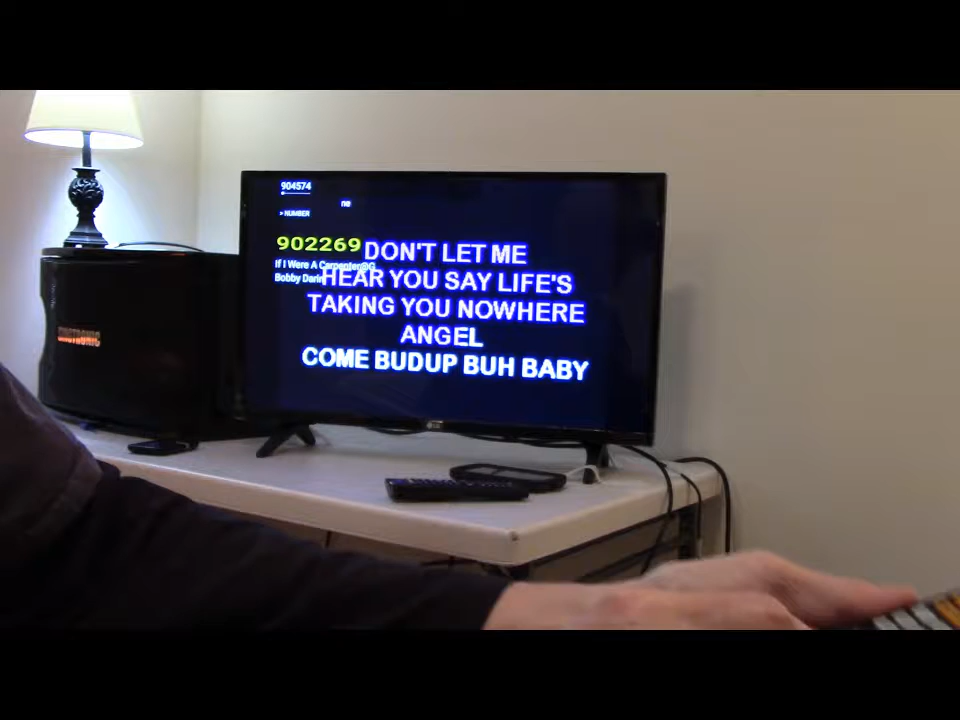 904574
ne
> NUMBER
902269
If I Were A Carpenter@G
Bobby Darin
DON'T LET ME
HEAR YOU SAY LIFE'S
TAKING YOU NOWHERE
ANGEL
COME BUDUP BUH BABY